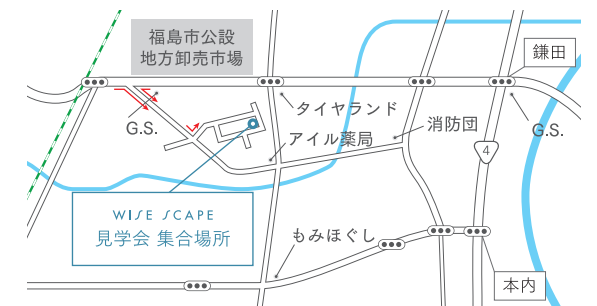 福島市公設
地方卸売市場
鎌田
G.S.
タイヤランド
消防団
G.S.
アイル薬局
4
WISE SCAPE
見学会 集合場所
もみほぐし
本内